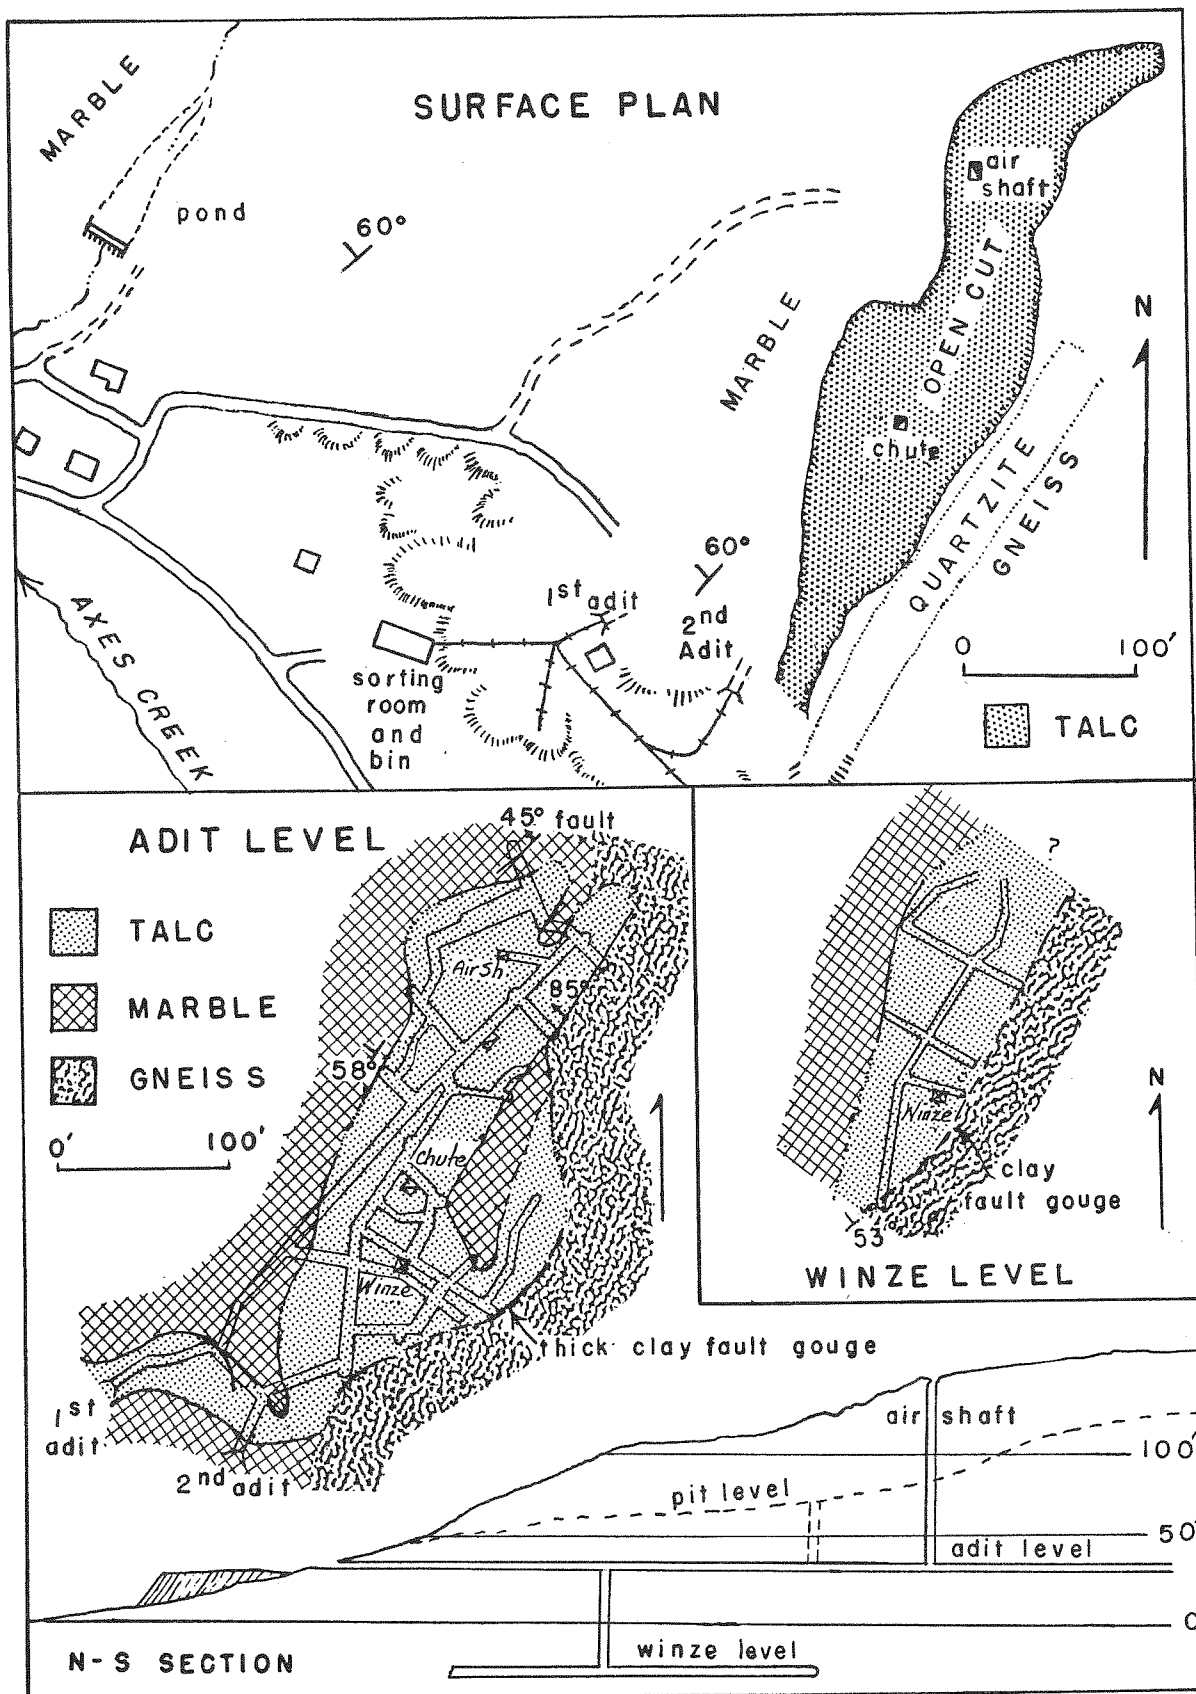 SURFACE PLAN
MARBLE
pond
60°
air
shaft
OPEN CUT
MARBLE
N
chute
QUARTZITE
GNEISS
60°
1st adit
2nd
Adit
0 100'
TALC
AXES CREEK
sorting
room
and
bin
ADIT LEVEL
45° fault
TALC
MARBLE
GNEISS
0' 100'
Air Sh.
85°
58°
Chute
Winze
thick clay fault gouge
1st
adit
2nd adit
?
N
Winze
clay
fault gouge
53°
WINZE LEVEL
air shaft
100'
pit level
50'
adit level
0
winze level
N-S SECTION